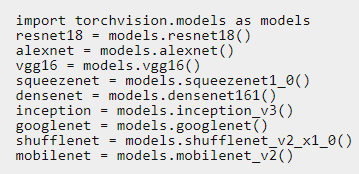 import torchvision.models as models
resnet18 = models.resnet18()
alexnet = models.alexnet()
vgg16 = models.vgg16()
squeezenet = models.squeezenet1_0()
densenet = models.densenet161()
inception = models.inception_v3()
googlenet = models.googlenet()
shufflenet = models.shufflenet_v2_x1_0()
mobilenet = models.mobilenet_v2()